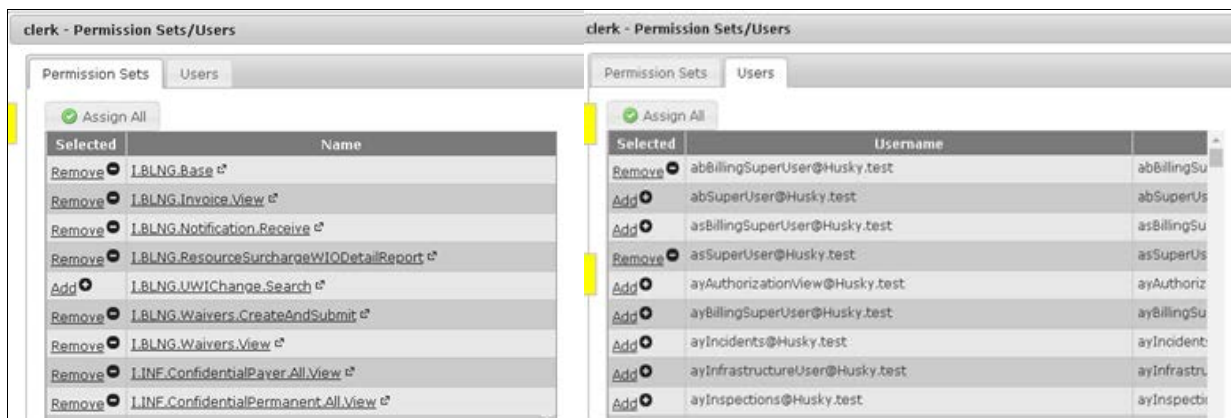 clerk - Permission Sets/Users
Permission Sets Users
Assign All
Selected Name
Remove I.BLNG.Base
Remove I.BLNG.Invoice.View
Remove I.BLNG.Notification.Receive
Remove I.BLNG.ResourceSurchargeWIODetailReport
Add I.BLNG.UWIChange.Search
Remove I.BLNG.Waivers.CreateAndSubmit
Remove I.BLNG.Waivers.View
Remove I.INF.ConfidentialPayer.All.View
Remove I.INF.ConfidentialPermanent.All.View
clerk - Permission Sets/Users
Permission Sets Users
Assign All
Selected Username
Remove abBillingSuperUser@Husky.test abBillingSu
Add abSuperUser@Husky.test abSuperUs
Add asBillingSuperUser@Husky.test asBillingSu
Remove asSuperUser@Husky.test asSuperUs
Add ayAuthorizationView@Husky.test ayAuthoriz
Add ayBillingSuperUser@Husky.test ayBillingSu
Add ayIncidents@Husky.test ayIncident
Add ayInfrastructureUser@Husky.test ayInfrastru
Add ayInspections@Husky.test ayInspecti